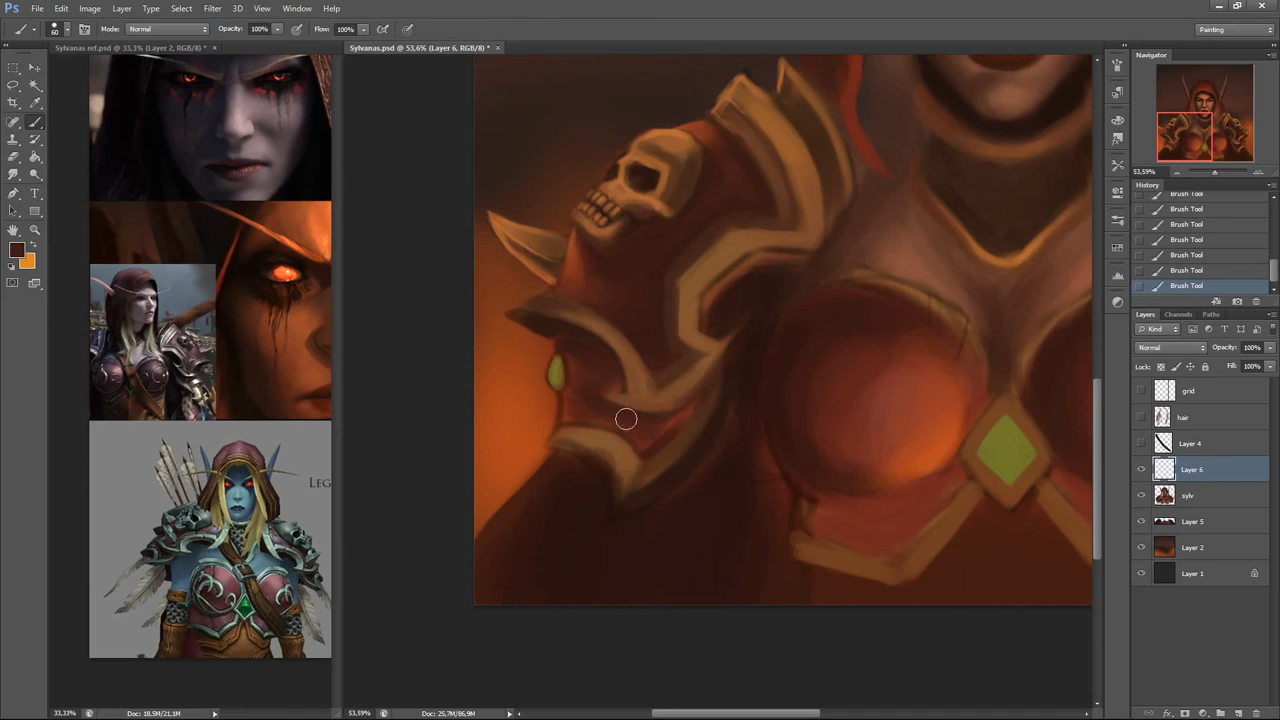 Ps File Edit Image Layer Type Select Filter 3D View Window Help
60 Mode: Normal Opacity: 100% Flow: 100% Painting
Sylvanas ref.psd @ 33,3% (Layer 2, RGB/8) * ×
Sylvanas.psd @ 53,6% (Layer 6, RGB/8) * ×
Navigator
53,59%
History
Brush Tool
Brush Tool
Brush Tool
Brush Tool
Brush Tool
Brush Tool
Brush Tool
Layers Channels Paths
Kind
Normal Opacity: 100%
Lock: Fill: 100%
grid
hair
Layer 4
Layer 6
sylv
Layer 5
Layer 2
Layer 1
LEG
33,33% Doc: 18,5M/21,1M
53,59% Doc: 25,7M/86,9M